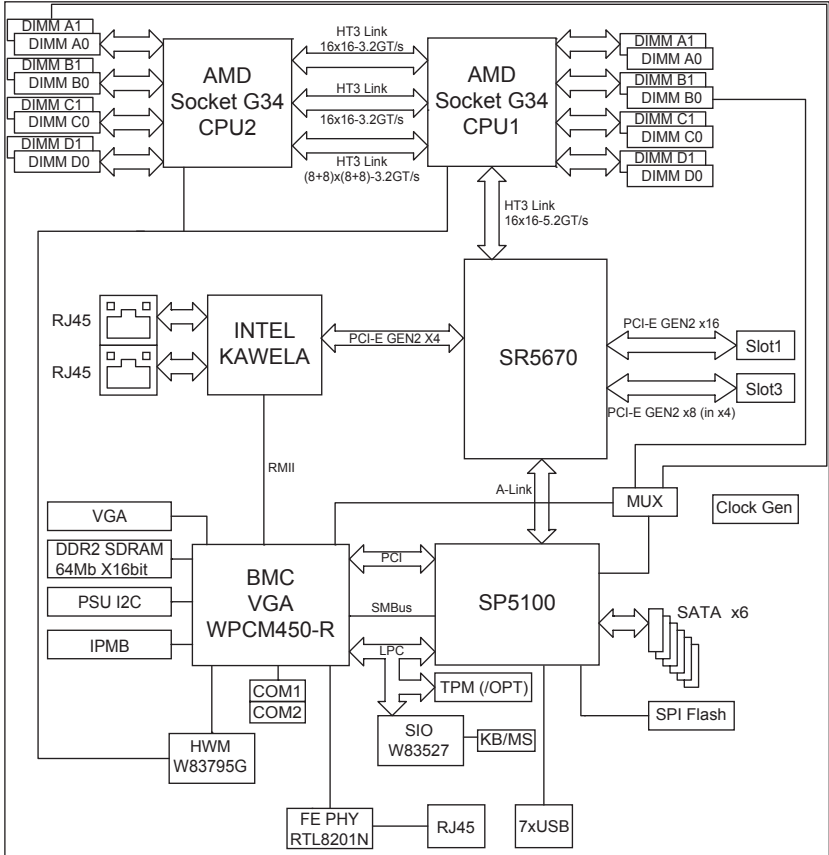 DIMM A1
DIMM A0
DIMM B1
DIMM B0
DIMM C1
DIMM C0
DIMM D1
DIMM D0
AMD
Socket G34
CPU2
HT3 Link
16x16-3.2GT/s
HT3 Link
16x16-3.2GT/s
HT3 Link
(8+8)x(8+8)-3.2GT/s
AMD
Socket G34
CPU1
DIMM A1
DIMM A0
DIMM B1
DIMM B0
DIMM C1
DIMM C0
DIMM D1
DIMM D0
HT3 Link
16x16-5.2GT/s
RJ45
RJ45
INTEL
KAWELA
PCI-E GEN2 X4
SR5670
PCI-E GEN2 x16
Slot1
Slot3
PCI-E GEN2 x8 (in x4)
RMII
A-Link
MUX
Clock Gen
VGA
DDR2 SDRAM
64Mb X16bit
PSU I2C
IPMB
BMC
VGA
WPCM450-R
PCI
SMBus
LPC
SP5100
SATA x6
COM1
COM2
TPM (/OPT)
SPI Flash
HWM
W83795G
SIO
W83527
KB/MS
FE PHY
RTL8201N
RJ45
7xUSB